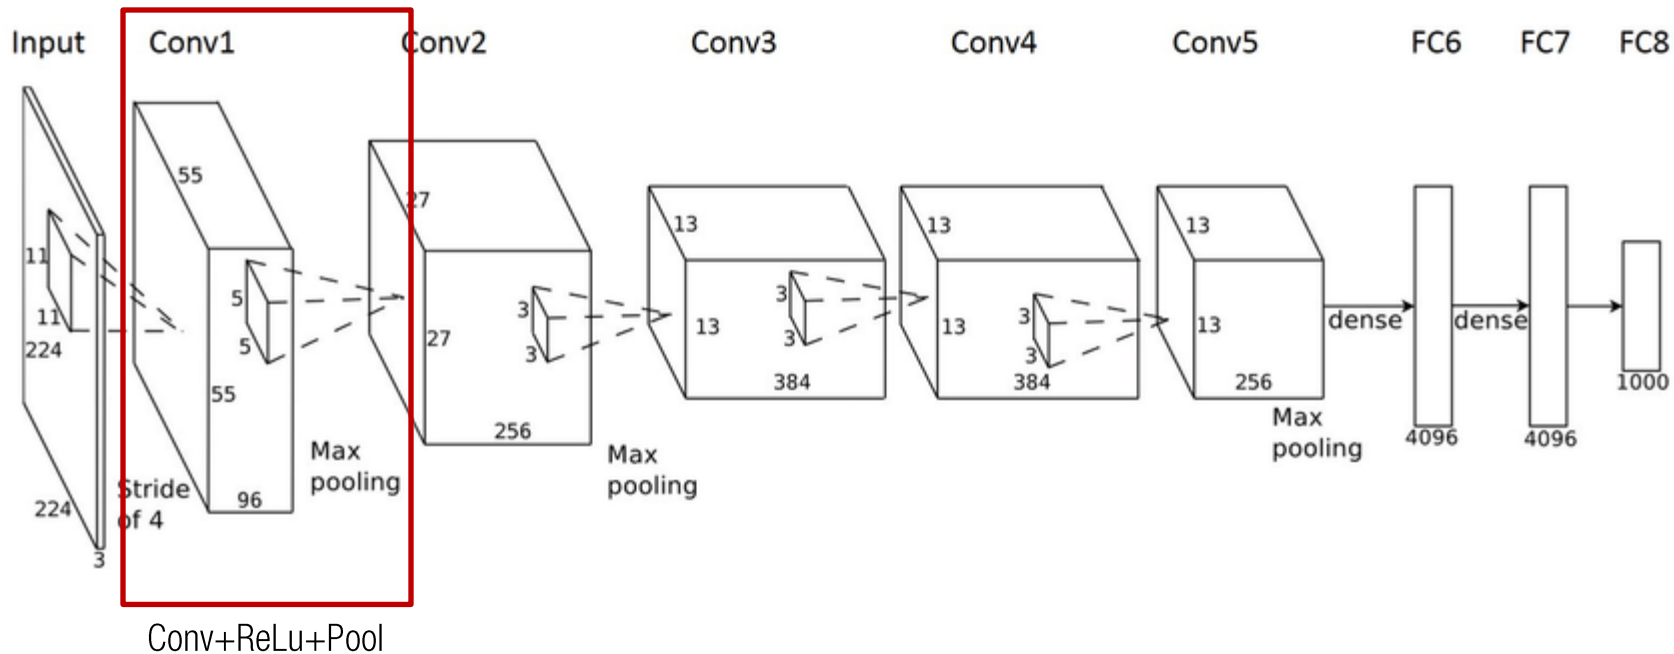 Input Conv1 Conv2 Conv3 Conv4 Conv5 FC6 FC7 FC8
11
11
224
224
3
Stride
of 4
55
5
5
55
96
Max
pooling
27
27
3
3
256
Max
pooling
13
13
3
3
384
13
13
3
3
384
13
13
256
Max
pooling
dense
4096
dense
4096
1000
Conv+ReLu+Pool